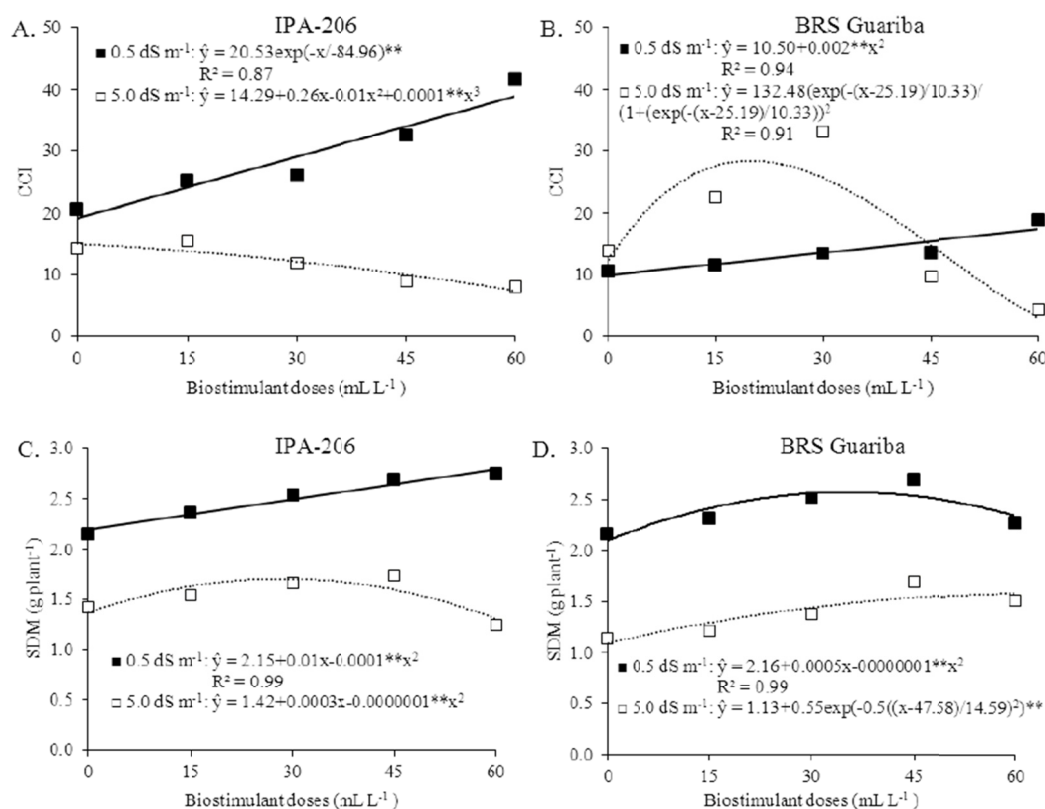 A.
IPA-206
■ 0.5 dS m⁻¹: ŷ = 20.53exp(-x/-84.96)**
R² = 0.87
□ 5.0 dS m⁻¹: ŷ = 14.29+0.26x-0.01x²+0.0001**x³
CCI
50
40
30
20
10
0
0 15 30 45 60
Biostimulant doses (mL L⁻¹)
B.
BRS Guariba
■ 0.5 dS m⁻¹: ŷ = 10.50+0.002**x²
R² = 0.94
□ 5.0 dS m⁻¹: ŷ = 132.48(exp(-(x-25.19)/10.33)/
(1+(exp(-(x-25.19)/10.33))²
R² = 0.91
CCI
50
40
30
20
10
0
0 15 30 45 60
Biostimulant doses (mL L⁻¹)
C.
IPA-206
SDM (g plant⁻¹)
3.0
2.5
2.0
1.5
1.0
0.5
0.0
■ 0.5 dS m⁻¹: ŷ = 2.15+0.01x-0.0001**x²
R² = 0.99
□ 5.0 dS m⁻¹: ŷ = 1.42+0.0003x-0.0000001**x²
0 15 30 45 60
Biostimulant doses (mL L⁻¹)
D.
BRS Guariba
SDM (g plant⁻¹)
3.0
2.5
2.0
1.5
1.0
0.5
0.0
■ 0.5 dS m⁻¹: ŷ = 2.16+0.0005x-00000001**x²
R² = 0.99
□ 5.0 dS m⁻¹: ŷ = 1.13+0.55exp(-0.5((x-47.58)/14.59)²)**
0 15 30 45 60
Biostimulant doses (mL L⁻¹)